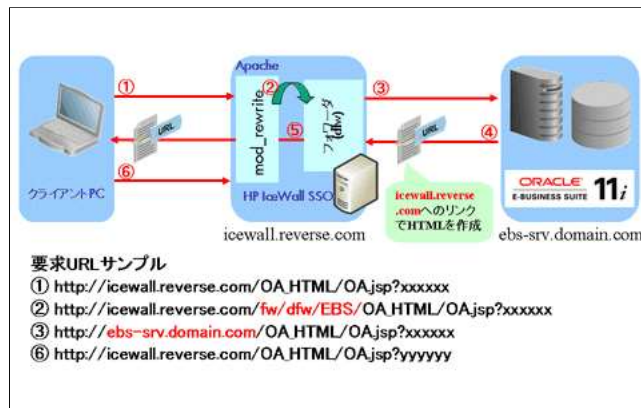 Apache
①
②
③
mod_rewrite
フォワーダ
(dfw)
URL
⑤
URL
④
⑥
クライアントPC
HP IceWall SSO
icewall.reverse
.comへのリンク
でHTMLを作成
ORACLE
E-BUSINESS SUITE 11i
icewall.reverse.com
ebs-srv.domain.com
要求URLサンプル
① http://icewall.reverse.com/OA_HTML/OA.jsp?xxxxxx
② http://icewall.reverse.com/fw/dfw/EBS/OA_HTML/OA.jsp?xxxxxx
③ http://ebs-srv.domain.com/OA_HTML/OA.jsp?xxxxxx
⑥ http://icewall.reverse.com/OA_HTML/OA.jsp?yyyyyy